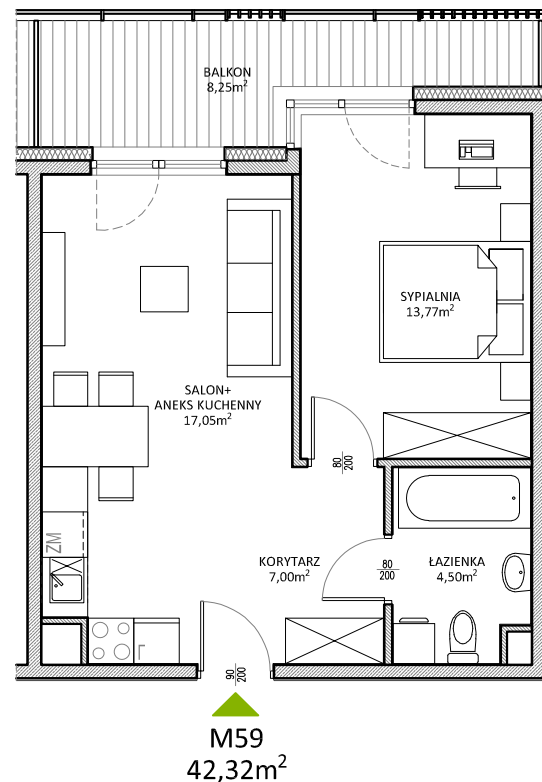 BALKON
8,25m²
SYPIALNIA
13,77m²
SALON+
ANEKS KUCHENNY
17,05m²
80
200
ZM
KORYTARZ
7,00m²
80
200
ŁAZIENKA
4,50m²
L
90
200
M59
42,32m²